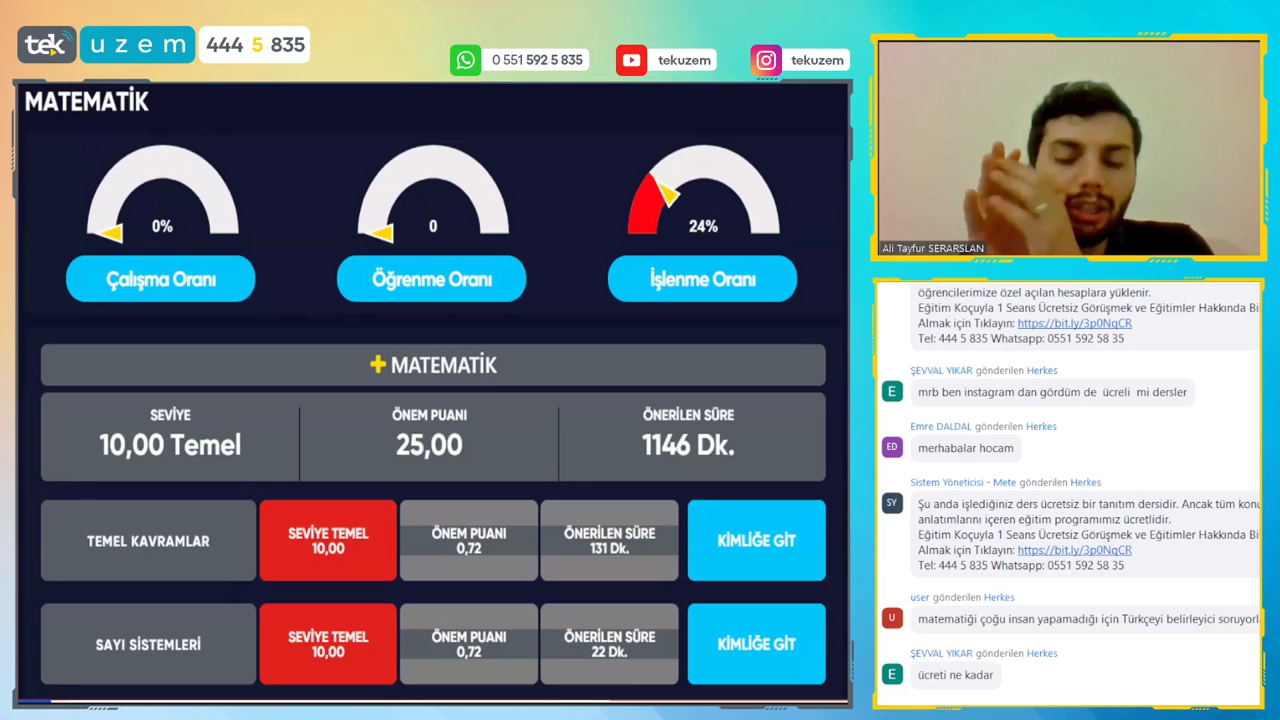 tek
uzem
444 5 835
0 551 592 5 835
tekuzem
tekuzem
MATEMATİK
0%
0
24%
Çalışma Oranı
Öğrenme Oranı
İşlenme Oranı
+ MATEMATİK
SEVİYE
10,00 Temel
ÖNEM PUANI
25,00
ÖNERİLEN SÜRE
1146 Dk.
TEMEL KAVRAMLAR
SEVİYE TEMEL
10,00
ÖNEM PUANI
0,72
ÖNERİLEN SÜRE
131 Dk.
KİMLİĞE GİT
SAYI SİSTEMLERİ
SEVİYE TEMEL
10,00
ÖNEM PUANI
0,72
ÖNERİLEN SÜRE
22 Dk.
KİMLİĞE GİT
Ali Tayfur SERARSLAN
öğrencilerimize özel açılan hesaplara yüklenir.
Eğitim Koçuyla 1 Seans Ücretsiz Görüşmek ve Eğitimler Hakkında Bi
Almak için Tıklayın: https://bit.ly/3p0NqCR
Tel: 444 5 835 Whatsapp: 0551 592 58 35
ŞEVVAL YIKAR gönderilen Herkes
E
mrb ben instagram dan gördüm de ücreli mi dersler
Emre DALDAL gönderilen Herkes
ED
merhabalar hocam
Sistem Yöneticisi - Mete gönderilen Herkes
SY
Şu anda işlediğiniz ders ücretsiz bir tanıtım dersidir. Ancak tüm konu
anlatımlarını içeren eğitim programımız ücretlidir.
Eğitim Koçuyla 1 Seans Ücretsiz Görüşmek ve Eğitimler Hakkında Bi
Almak için Tıklayın: https://bit.ly/3p0NqCR
Tel: 444 5 835 Whatsapp: 0551 592 58 35
user gönderilen Herkes
U
matematiği çoğu insan yapamadığı için Türkçeyi belirleyici soruyorl
ŞEVVAL YIKAR gönderilen Herkes
E
ücreti ne kadar